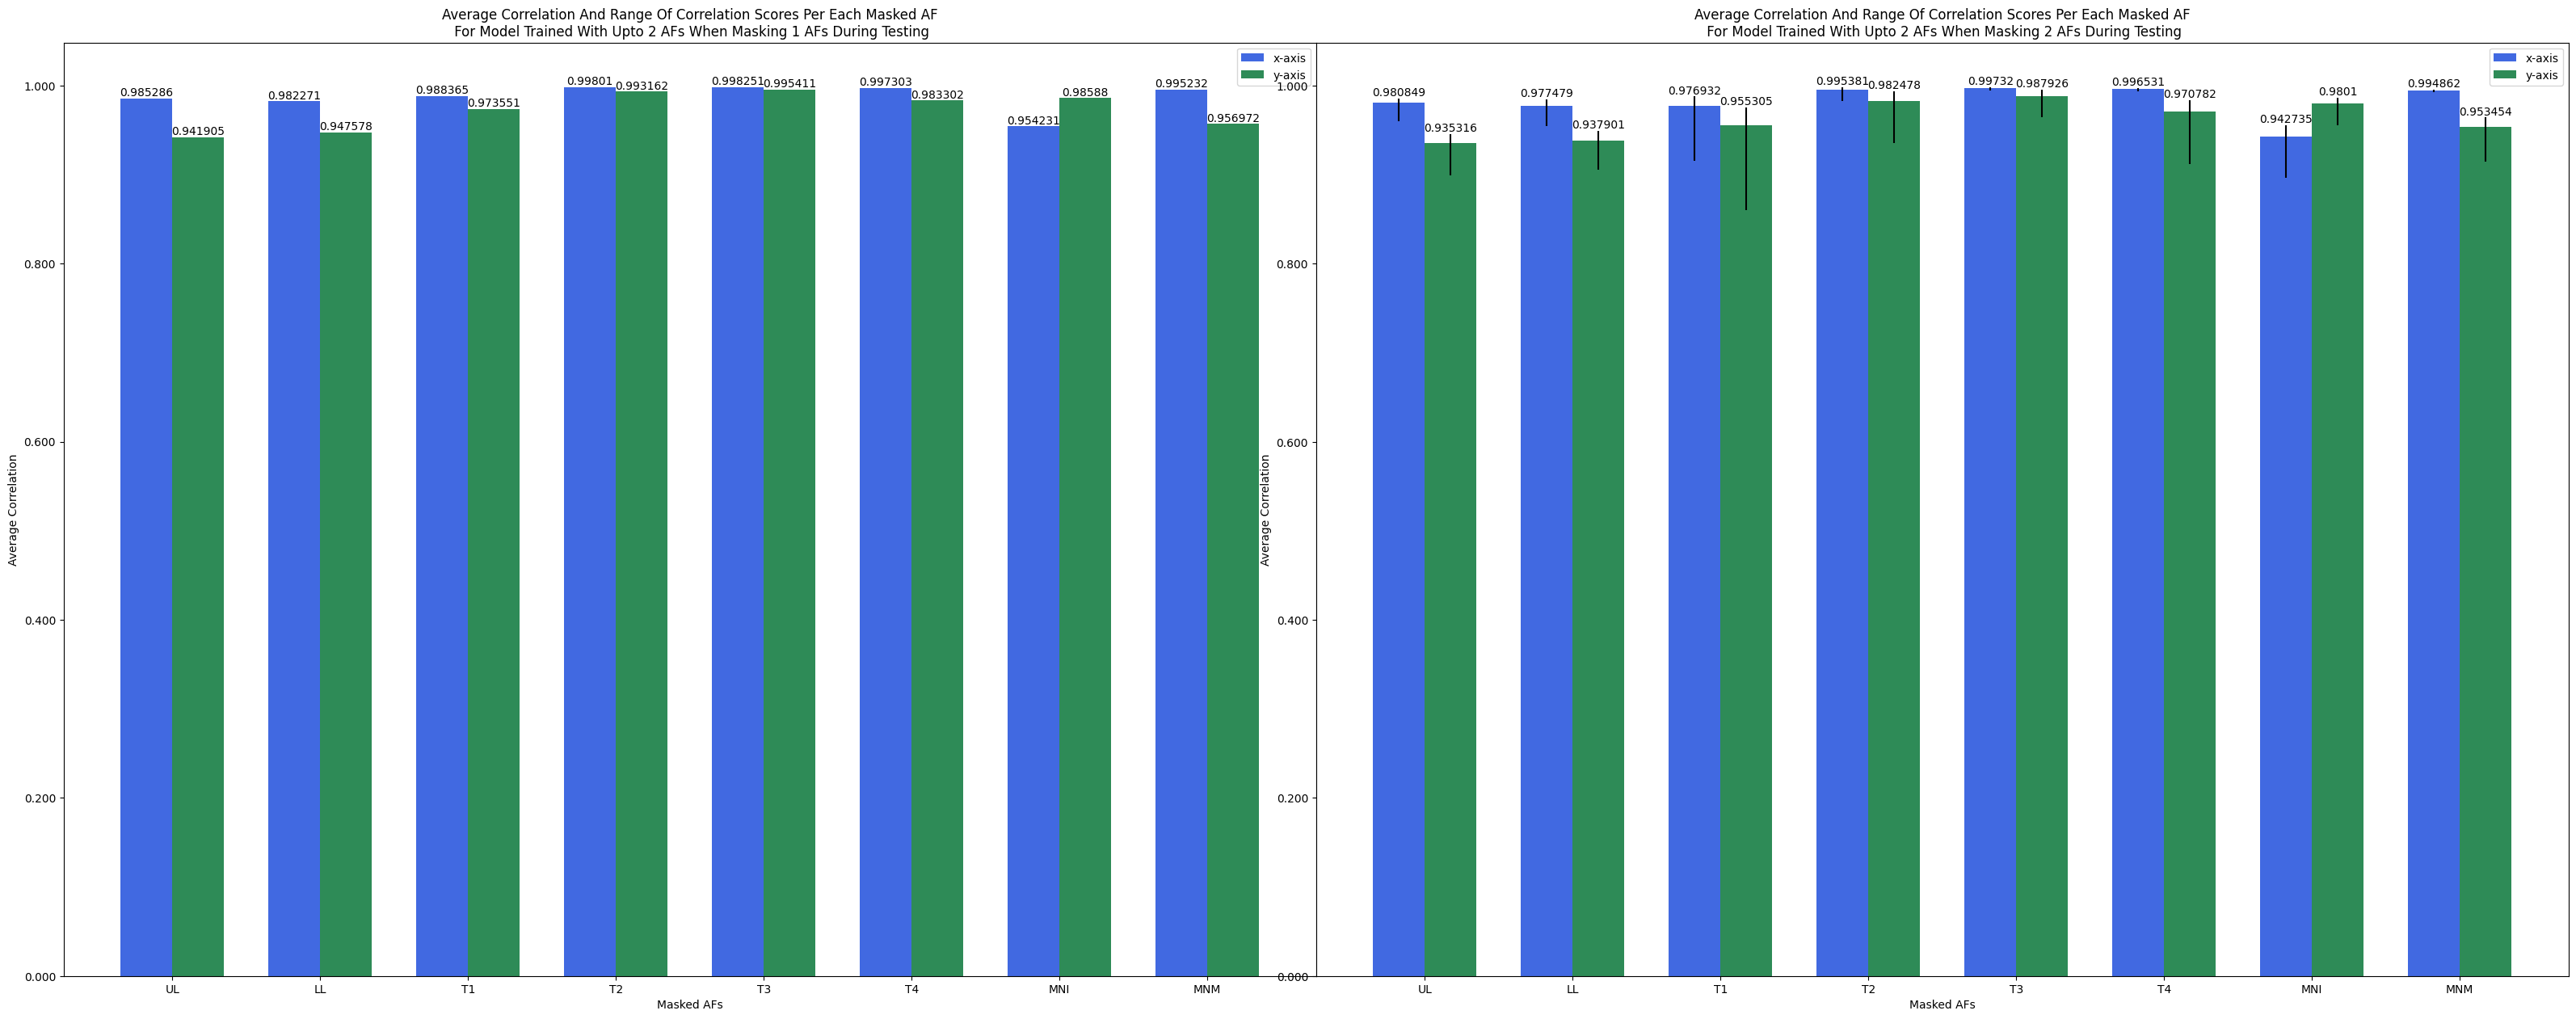 Average Correlation And Range Of Correlation Scores Per Each Masked AF
For Model Trained With Upto 2 AFs When Masking 1 AFs During Testing
x-axis
y-axis
1.000
0.800
0.600
0.400
0.200
0.000
Average Correlation
0.985286
0.941905
0.982271
0.947578
0.988365
0.973551
0.99801
0.993162
0.998251
0.995411
0.997303
0.983302
0.954231
0.98588
0.995232
0.956972
UL
LL
T1
T2
T3
T4
MNI
MNM
Masked AFs
Average Correlation And Range Of Correlation Scores Per Each Masked AF
For Model Trained With Upto 2 AFs When Masking 2 AFs During Testing
x-axis
y-axis
1.000
0.800
0.600
0.400
0.200
0.000
Average Correlation
0.980849
0.935316
0.977479
0.937901
0.976932
0.955305
0.995381
0.982478
0.99732
0.987926
0.996531
0.970782
0.942735
0.9801
0.994862
0.953454
UL
LL
T1
T2
T3
T4
MNI
MNM
Masked AFs